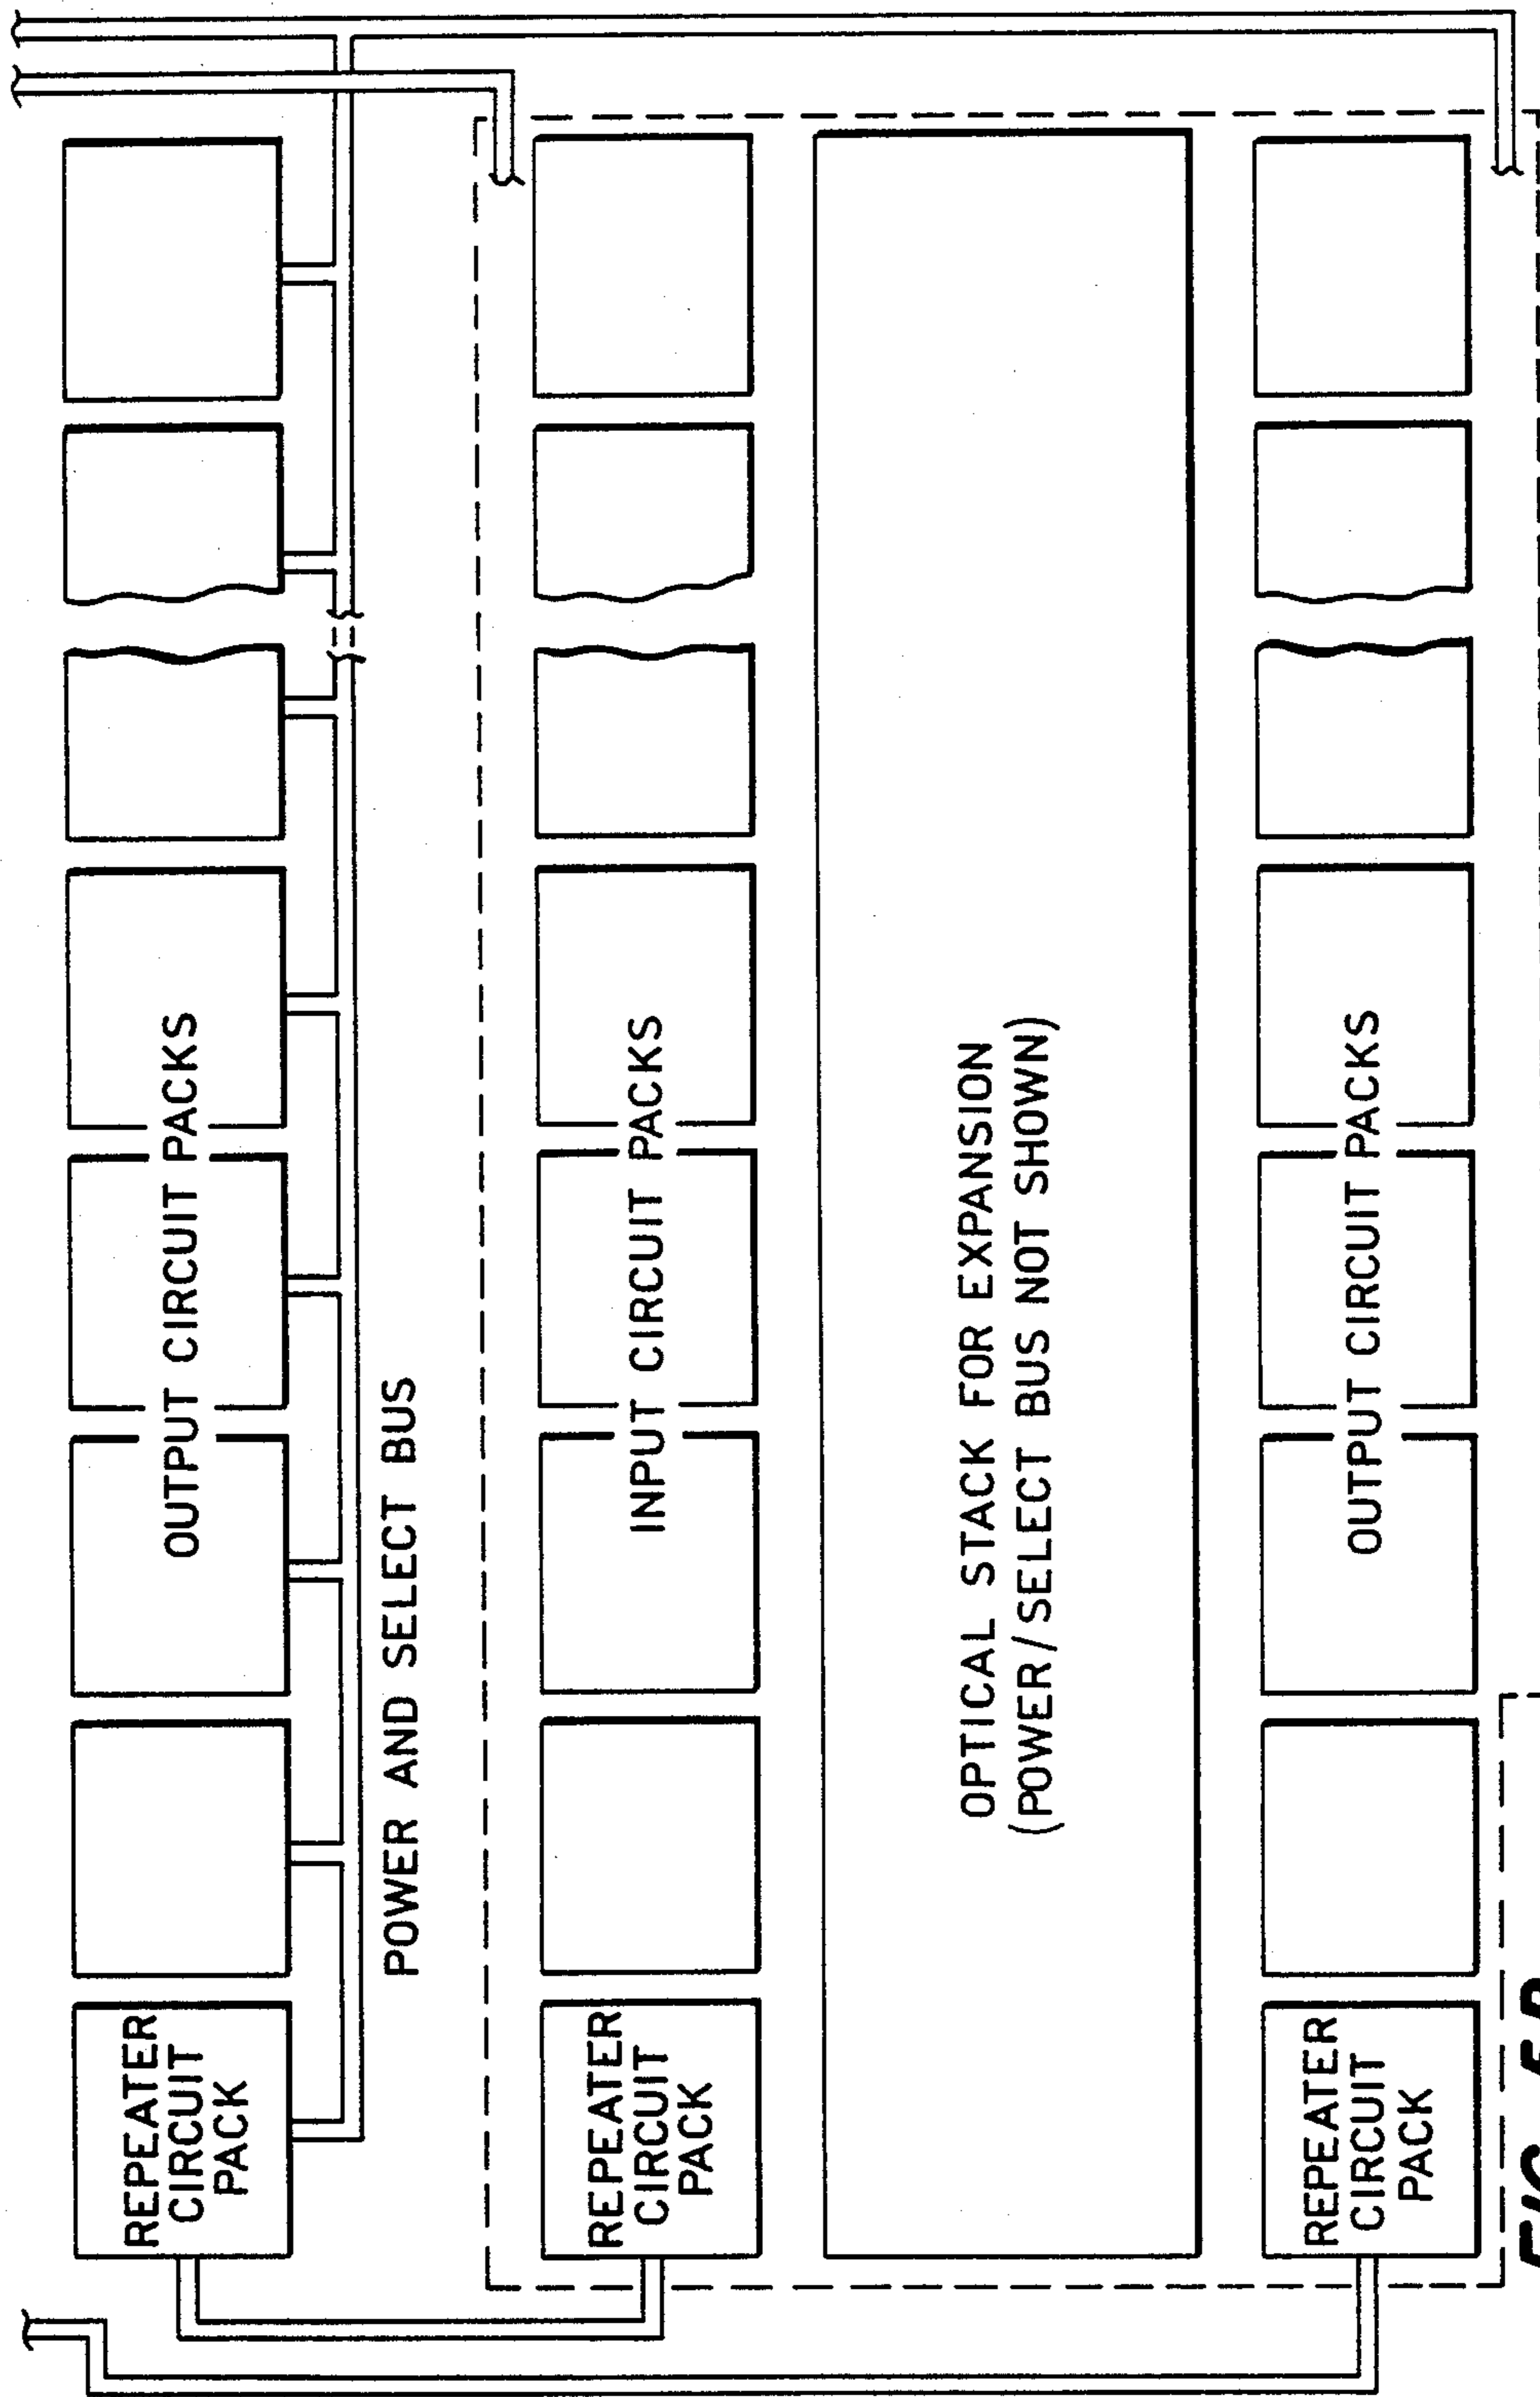 REPEATER
CIRCUIT
PACK
OUTPUT CIRCUIT PACKS
POWER AND SELECT BUS
REPEATER
CIRCUIT
PACK
INPUT CIRCUIT PACKS
OPTICAL STACK FOR EXPANSION
(POWER/SELECT BUS NOT SHOWN)
REPEATER
CIRCUIT
PACK
OUTPUT CIRCUIT PACKS